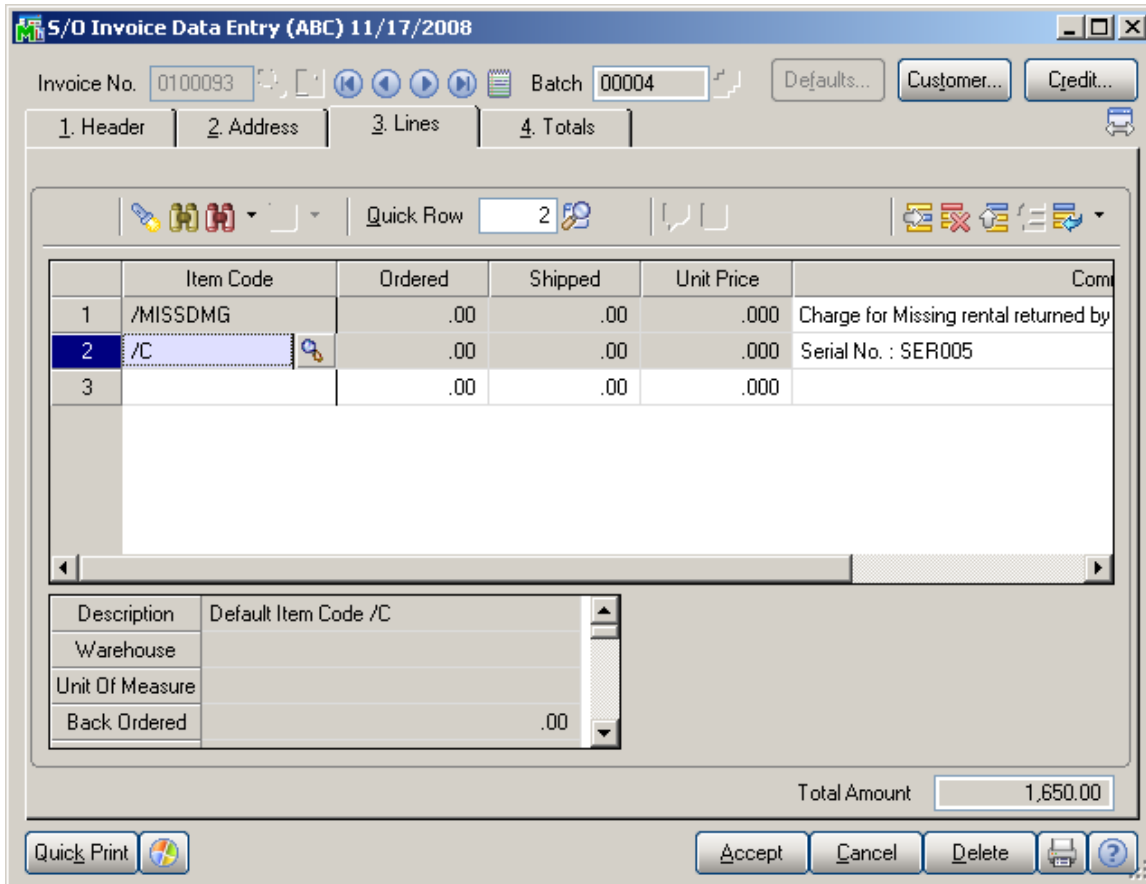 S/O Invoice Data Entry (ABC) 11/17/2008
Invoice No. 0100093 Batch 00004 Defaults... Customer... Credit...
1. Header 2. Address 3. Lines 4. Totals
Quick Row 2
Item Code Ordered Shipped Unit Price Com
1 /MISSDMG .00 .00 .000 Charge for Missing rental returned by
2 /C .00 .00 .000 Serial No. : SER005
3 .00 .00 .000
Description Default Item Code /C
Warehouse
Unit Of Measure
Back Ordered .00
Total Amount 1,650.00
Quick Print Accept Cancel Delete ?